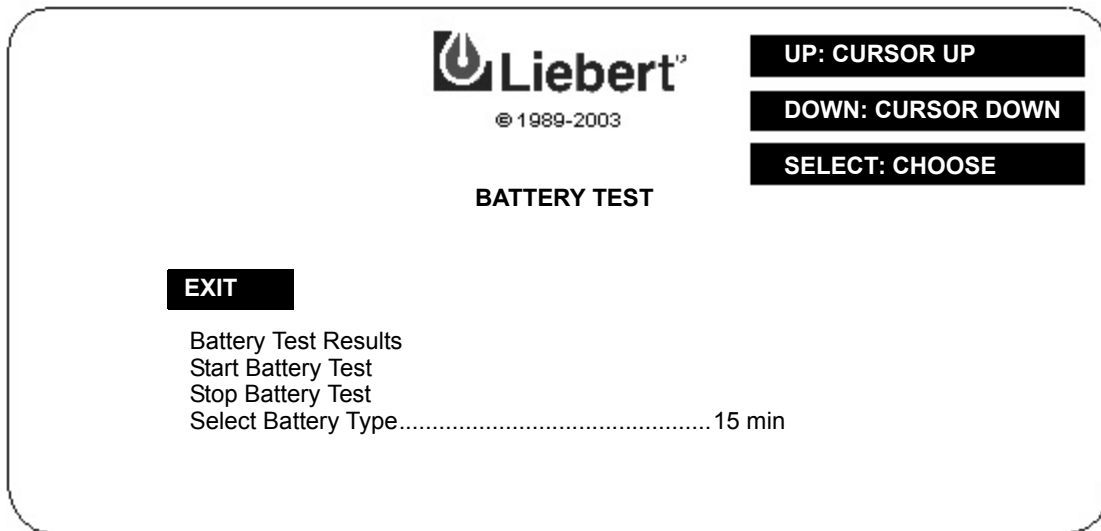 Liebert
© 1989-2003
UP: CURSOR UP
DOWN: CURSOR DOWN
SELECT: CHOOSE
BATTERY TEST
EXIT
Battery Test Results
Start Battery Test
Stop Battery Test
Select Battery Type...............................................15 min